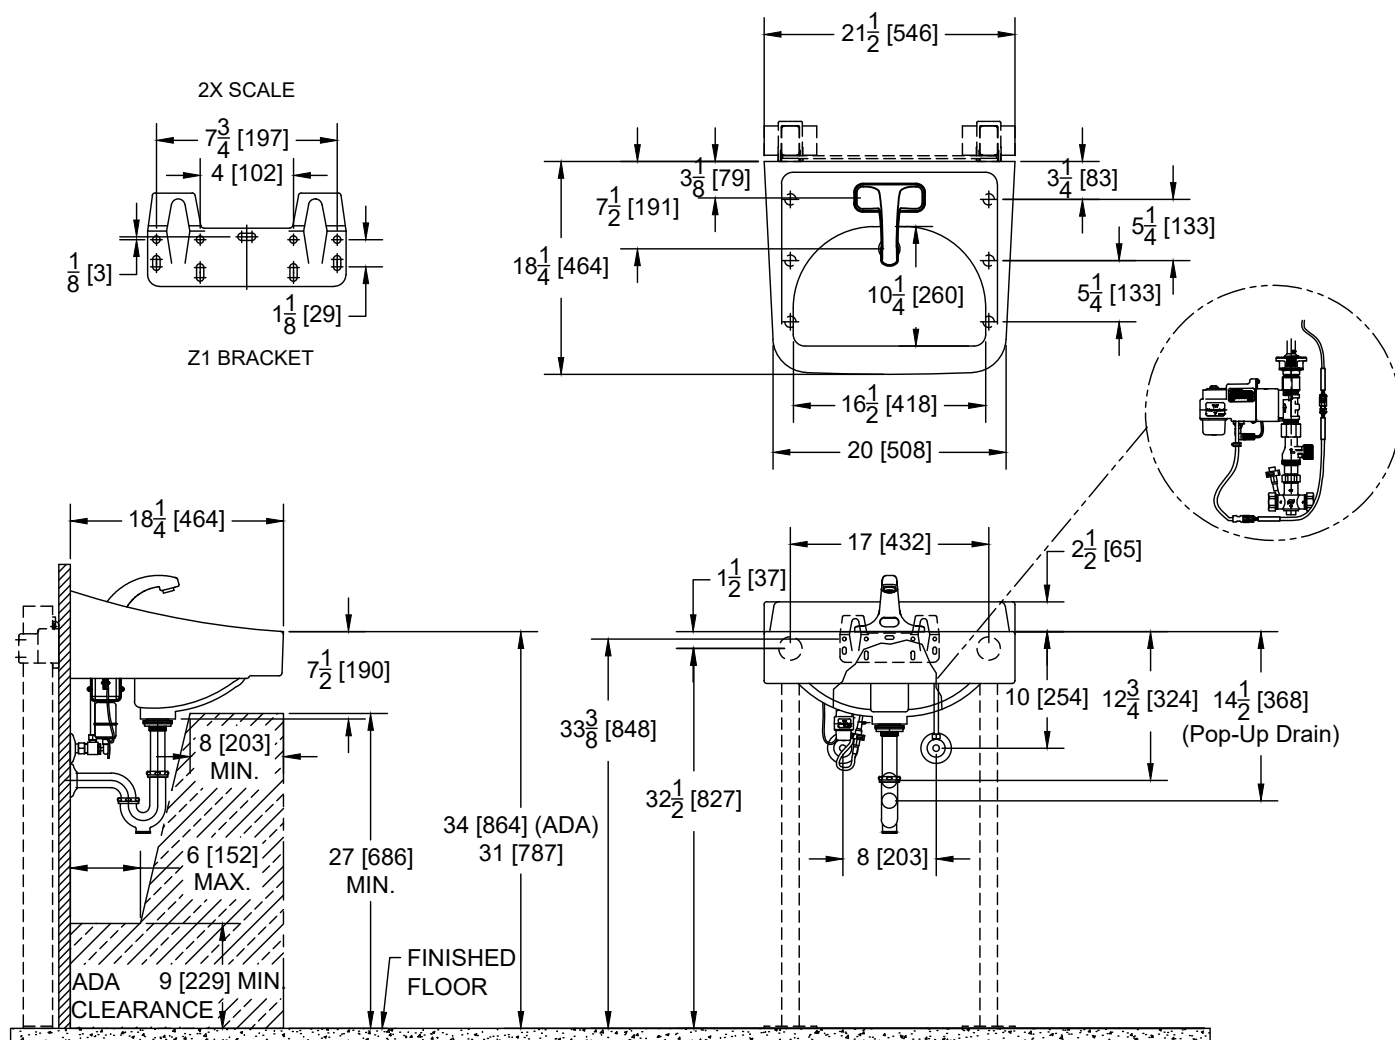 2X SCALE
7 3/4 [197]
4 [102]
1/8 [3]
1 1/8 [29]
Z1 BRACKET
21 1/2 [546]
3 1/8 [79]
7 1/2 [191]
18 1/4 [464]
3 1/4 [83]
5 1/4 [133]
5 1/4 [133]
10 1/4 [260]
16 1/2 [418]
20 [508]
18 1/4 [464]
7 1/2 [190]
8 [203]
MIN.
6 [152]
MAX.
27 [686]
MIN.
ADA
CLEARANCE
9 [229] MIN.
FINISHED
FLOOR
34 [864] (ADA)
31 [787]
17 [432]
2 1/2 [65]
1 1/2 [37]
33 3/8 [848]
32 1/2 [827]
10 [254]
12 3/4 [324]
14 1/2 [368]
(Pop-Up Drain)
8 [203]